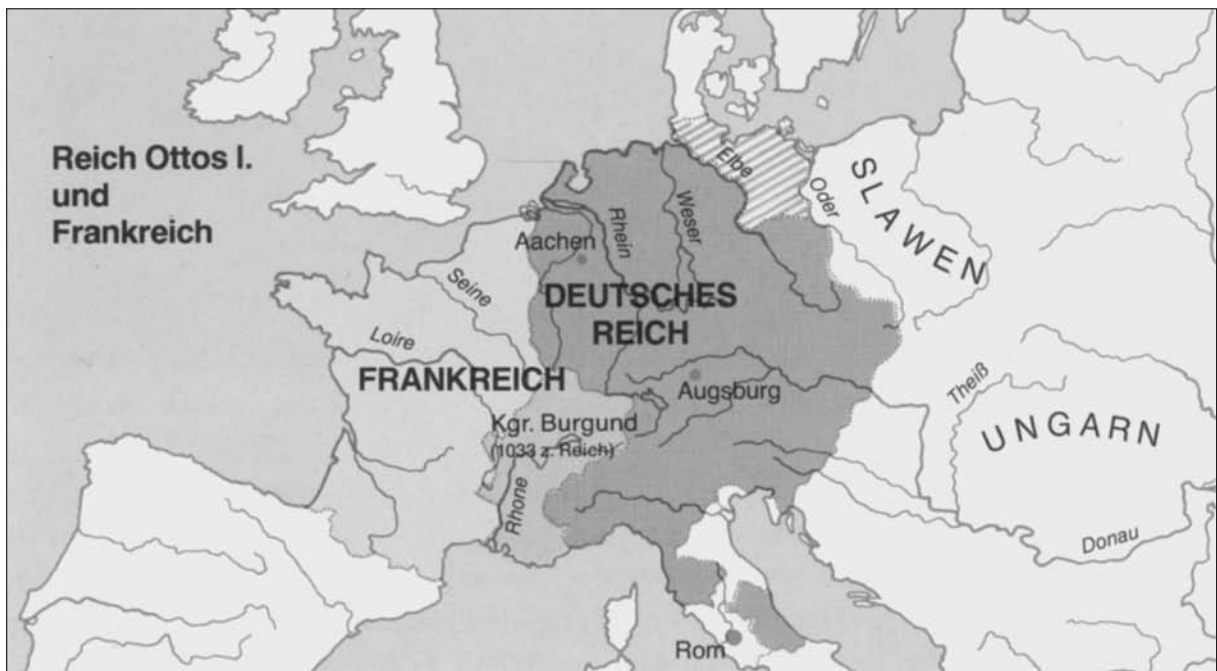 Reich Ottos I.
und
Frankreich
Elbe
Oder
SLAWEN
Weser
Rhein
Aachen
Seine
DEUTSCHES
REICH
Loire
FRANKREICH
Augsburg
Theiß
Kgr. Burgund
(1033 z. Reich)
UNGARN
Rhone
Donau
Rom